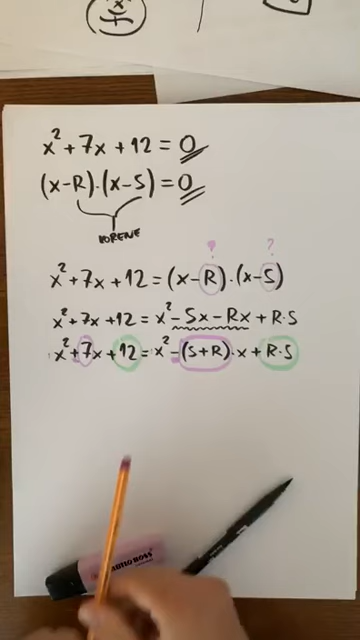 x² + 7x + 12 = 0
(x - R) · (x - S) = 0
KORENE
? ?
x² + 7x + 12 = (x - R) · (x - S)
x² + 7x + 12 = x² - Sx - Rx + R · S
x² + 7x + 12 = x² - (S + R) · x + R · S
BOSS